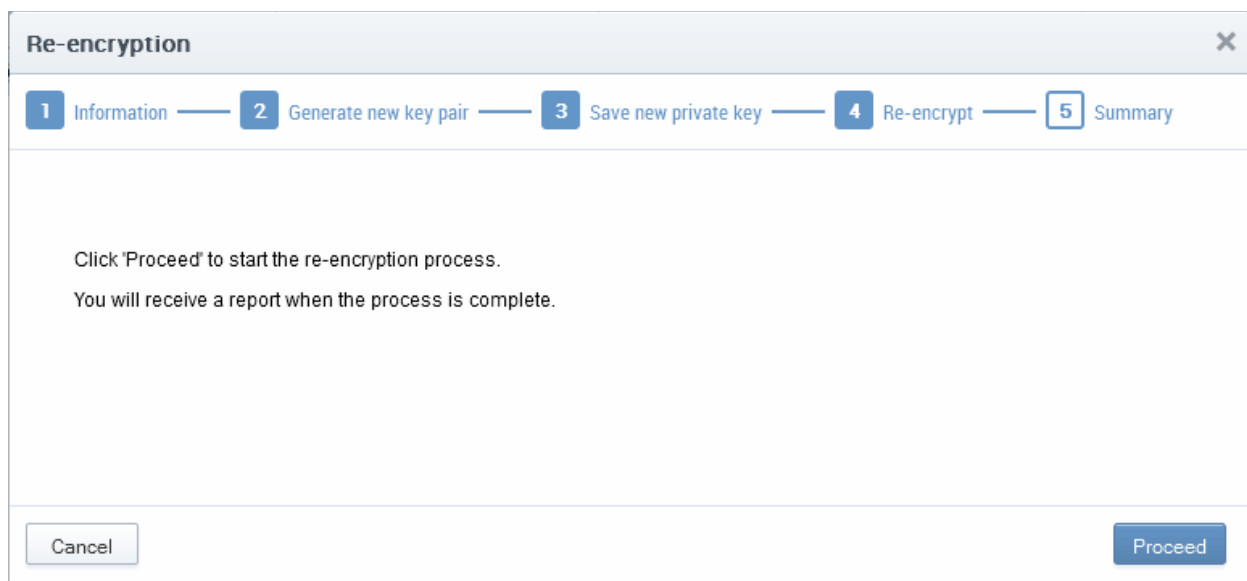 Re-encryption
1 Information 2 Generate new key pair 3 Save new private key 4 Re-encrypt 5 Summary
Click 'Proceed' to start the re-encryption process.
You will receive a report when the process is complete.
Cancel Proceed